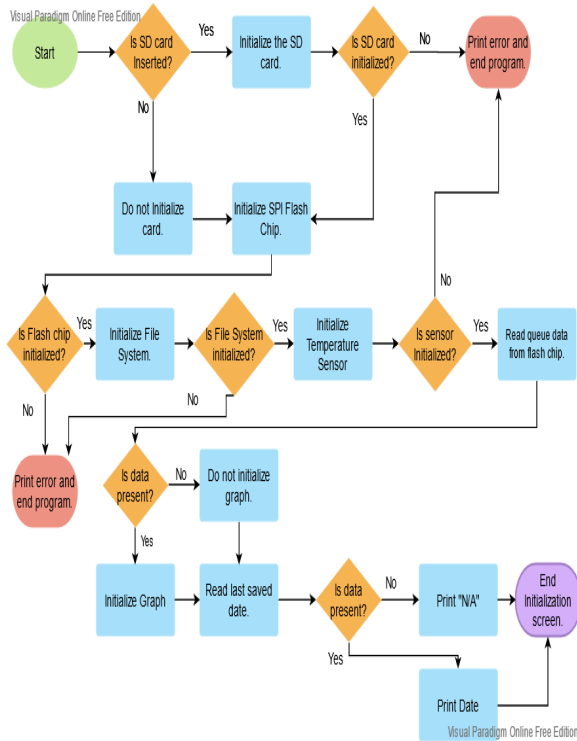 Visual Paradigm Online Free Edition
Start
Is SD card
Inserted?
Yes
Initialize the SD
card.
Is SD card
initialized?
No
Print error and
end program.
No
Yes
Do not Initialize
card.
Initialize SPI Flash
Chip.
No
Is Flash chip
initialized?
Yes
Initialize File
System.
Is File System
initialized?
Yes
Initialize
Temperature
Sensor
Is sensor
Initialized?
Yes
Read queue data
from flash chip.
No
No
Print error and
end program.
Is data
present?
No
Do not initialize
graph.
Yes
Initialize Graph
Read last saved
date.
Is data
present?
No
Print "N/A"
End
Initialization
screen.
Yes
Print Date
Visual Paradigm Online Free Edition